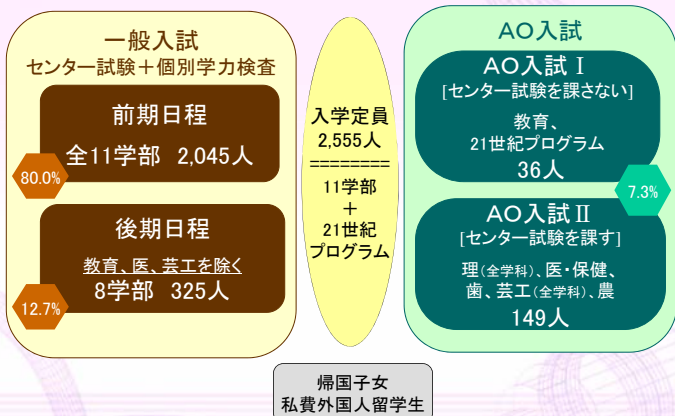 一般入試
センター試験＋個別学力検査
前期日程
全11学部 2,045人
80.0%
後期日程
教育、医、芸工を除く
8学部 325人
12.7%
入学定員
2,555人
========
11学部
＋
21世紀
プログラム
AO入試
AO入試Ⅰ
[センター試験を課さない]
教育、
21世紀プログラム
36人
7.3%
AO入試Ⅱ
[センター試験を課す]
理(全学科)、医・保健、
歯、芸工(全学科)、農
149人
帰国子女
私費外国人留学生